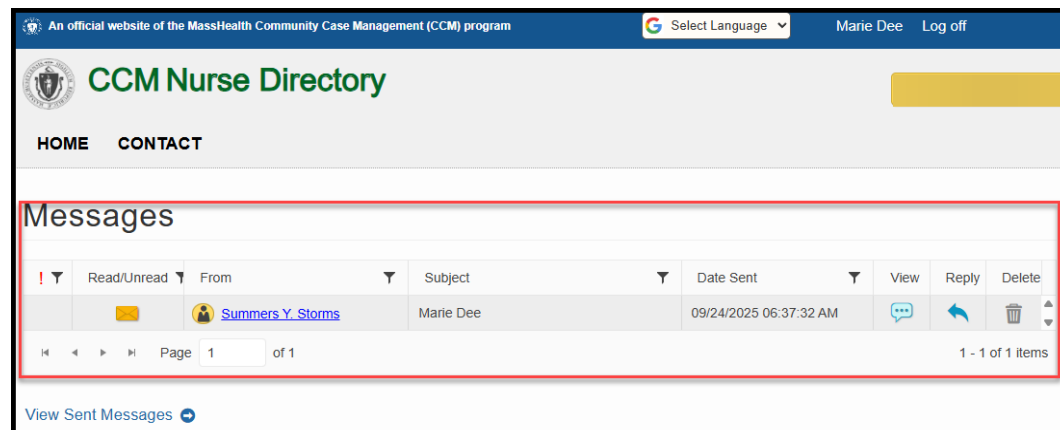 An official website of the MassHealth Community Case Management (CCM) program Select Language Marie Dee Log off
CCM Nurse Directory
HOME CONTACT
Messages
! Read/Unread From Subject Date Sent View Reply Delete
Summers Y. Storms Marie Dee 09/24/2025 06:37:32 AM
Page 1 of 1 1 - 1 of 1 items
View Sent Messages